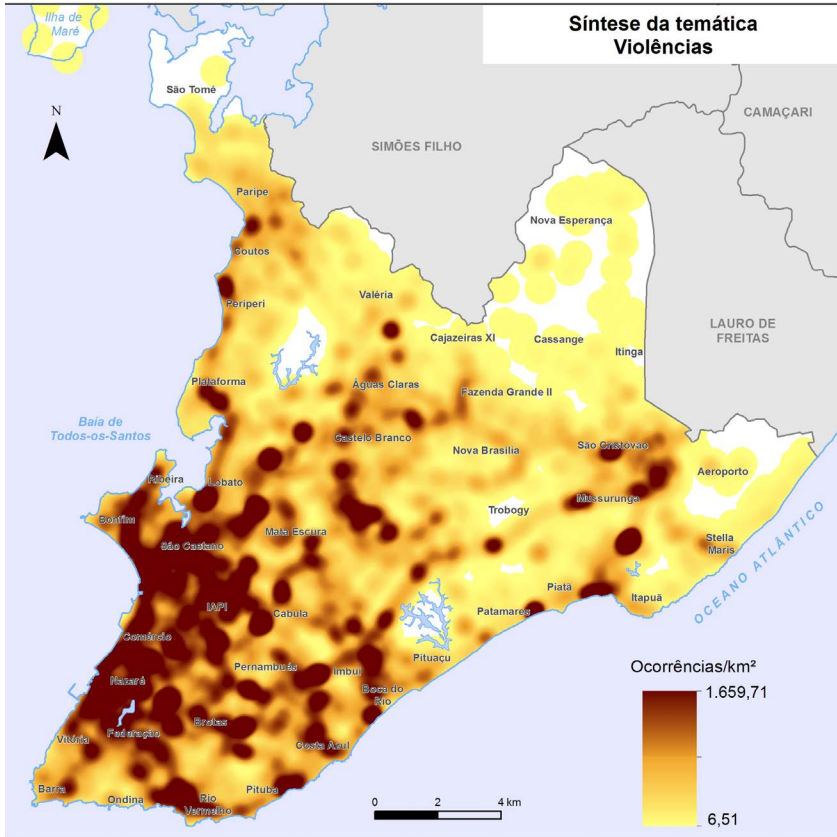 Síntese da temática
Violências
Ilha de
Maré
São Tomé
N
SIMÕES FILHO
CAMAÇARI
Paripe
Nova Esperança
Coutos
Valéria
Periperi
LAURO DE
FREITAS
Cajazeiras XI
Cassange
Itinga
Plataforma
Águas Claras
Fazenda Grande II
Baía de
Todos-os-Santos
Castelo Branco
São Cristóvão
Nova Brasília
Aeroporto
Ribeira
Lobato
Mussurunga
Trobogy
Bonfim
Mata Escura
São Caetano
Stella
Maris
OCEANO ATLÂNTICO
Piatã
Itapuã
IAPI
Cabula
Patamares
Comércio
Pituaçu
Pernambués
Imbuí
Nazaré
Boca do
Rio
Brotas
Federação
Vitória
Costa Azul
Barra
Ondina
Rio
Vermelho
Pituba
Ocorrências/km²
1.659,71
6,51
0 2 4 km